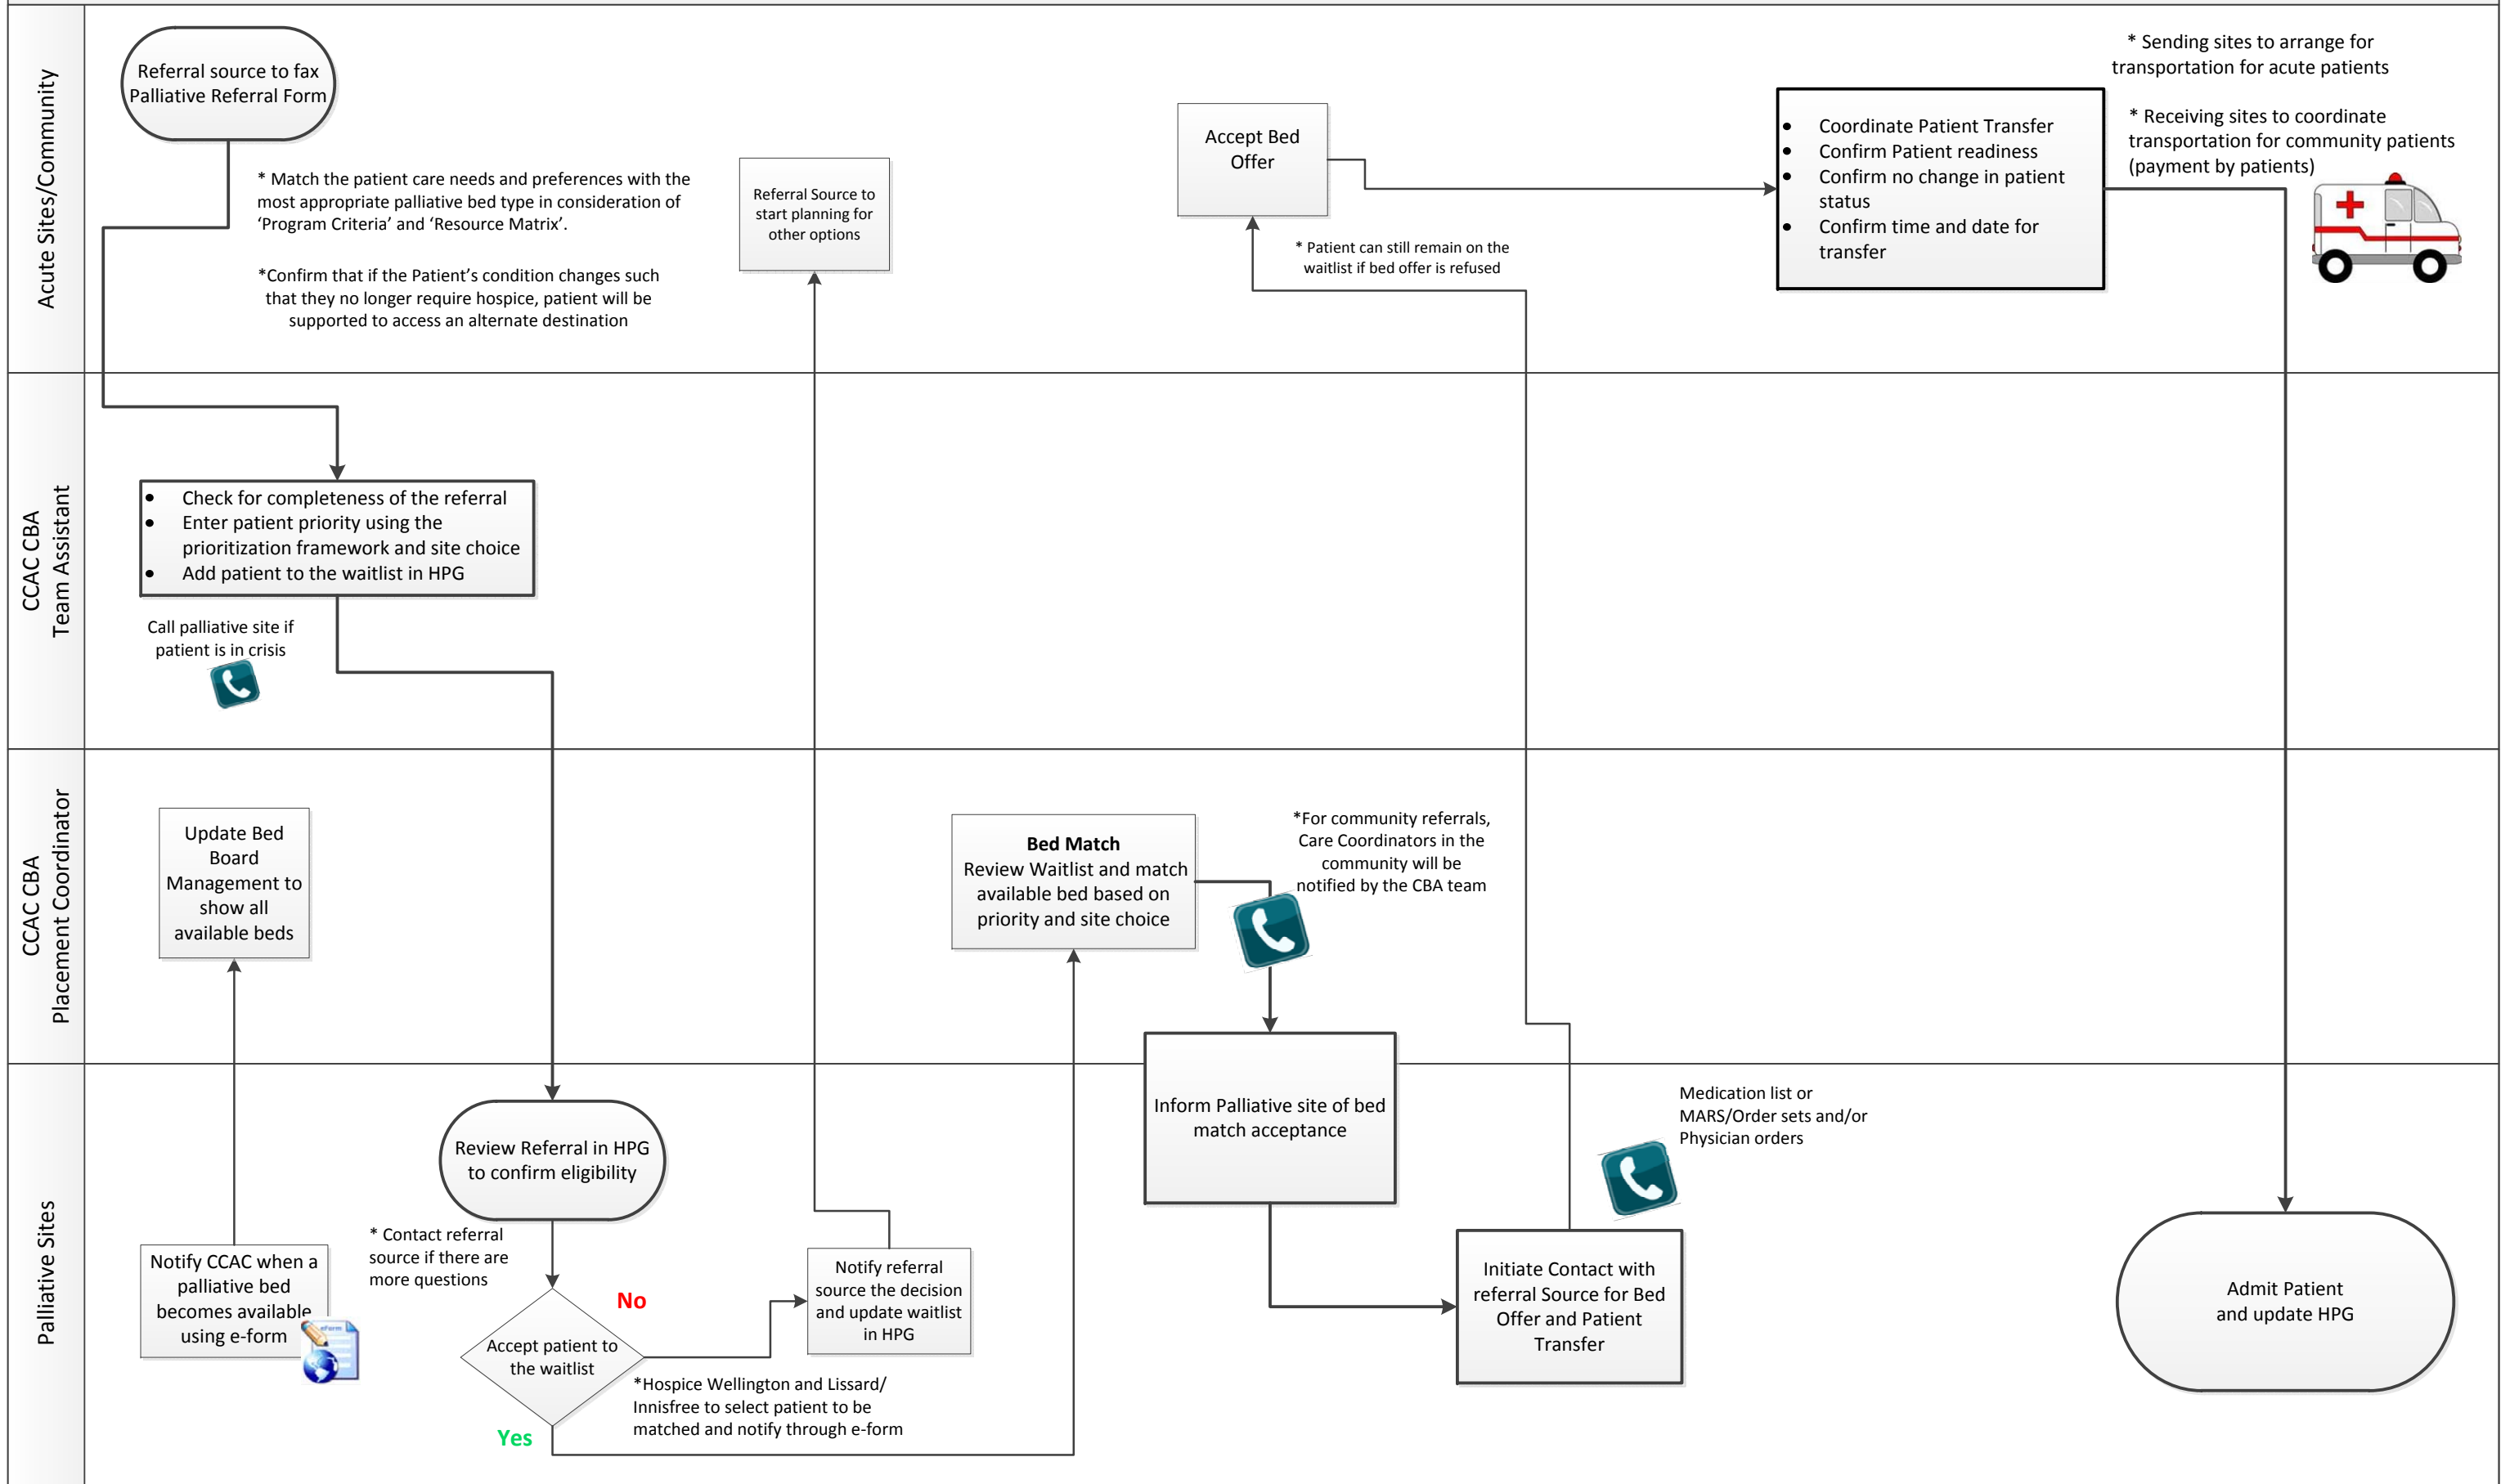 Acute Sites/Community
Referral source to fax
Palliative Referral Form
* Match the patient care needs and preferences with the
most appropriate palliative bed type in consideration of
‘Program Criteria’ and ‘Resource Matrix’.
*Confirm that if the Patient’s condition changes such
that they no longer require hospice, patient will be
supported to access an alternate destination
Referral Source to
start planning for
other options
Accept Bed
Offer
* Patient can still remain on the
waitlist if bed offer is refused
• Coordinate Patient Transfer
• Confirm Patient readiness
• Confirm no change in patient
status
• Confirm time and date for
transfer
* Sending sites to arrange for
transportation for acute patients
* Receiving sites to coordinate
transportation for community patients
(payment by patients)
CCAC CBA
Team Assistant
• Check for completeness of the referral
• Enter patient priority using the
prioritization framework and site choice
• Add patient to the waitlist in HPG
Call palliative site if
patient is in crisis
CCAC CBA
Placement Coordinator
Update Bed
Board
Management to
show all
available beds
Bed Match
Review Waitlist and match
available bed based on
priority and site choice
*For community referrals,
Care Coordinators in the
community will be
notified by the CBA team
Inform Palliative site of bed
match acceptance
Palliative Sites
Notify CCAC when a
palliative bed
becomes available
using e-form
eForm
Review Referral in HPG
to confirm eligibility
* Contact referral
source if there are
more questions
Accept patient to
the waitlist
No
Yes
Notify referral
source the decision
and update waitlist
in HPG
*Hospice Wellington and Lissard/
Innisfree to select patient to be
matched and notify through e-form
Initiate Contact with
referral Source for Bed
Offer and Patient
Transfer
Medication list or
MARS/Order sets and/or
Physician orders
Admit Patient
and update HPG